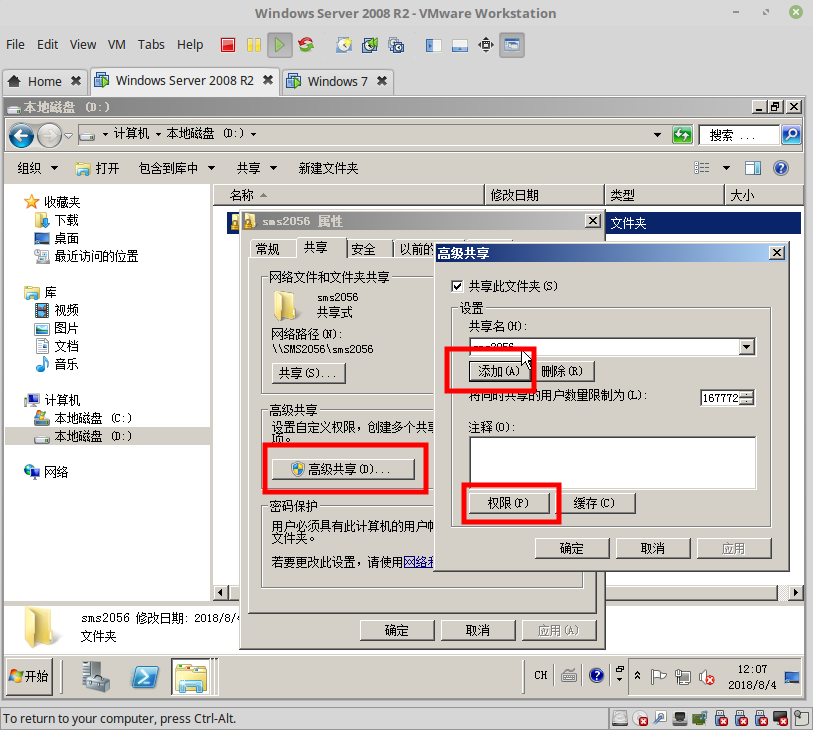 Windows Server 2008 R2 - VMware Workstation
File Edit View VM Tabs Help
Home Windows Server 2008 R2 Windows 7
本地磁盘 (D:)
计算机 本地磁盘 (D:) 搜索 ...
组织 打开 包含到库中 共享 新建文件夹
收藏夹
下载
桌面
最近访问的位置
库
视频
图片
文档
音乐
计算机
本地磁盘 (C:)
本地磁盘 (D:)
网络
名称 修改日期 类型 大小
文件夹
sms2056 属性
常规 共享 安全 以前的
网络文件和文件夹共享
sms2056
共享式
网络路径(N):
\\SMS2056\sms2056
共享(S)...
高级共享
设置自定义权限，创建多个共享
项。
高级共享(D)...
密码保护
用户必须具有此计算机的用户帐
文件夹。
若要更改此设置，请使用网络和
确定 取消 应用(A)
高级共享
共享此文件夹(S)
设置
共享名(H):
sms2056
添加(A) 删除(R)
将同时共享的用户数量限制为(L): 167772
注释(O):
权限(P) 缓存(C)
确定 取消 应用
sms2056 修改日期: 2018/8/4
文件夹
开始 CH 12:07
2018/8/4
To return to your computer, press Ctrl-Alt.